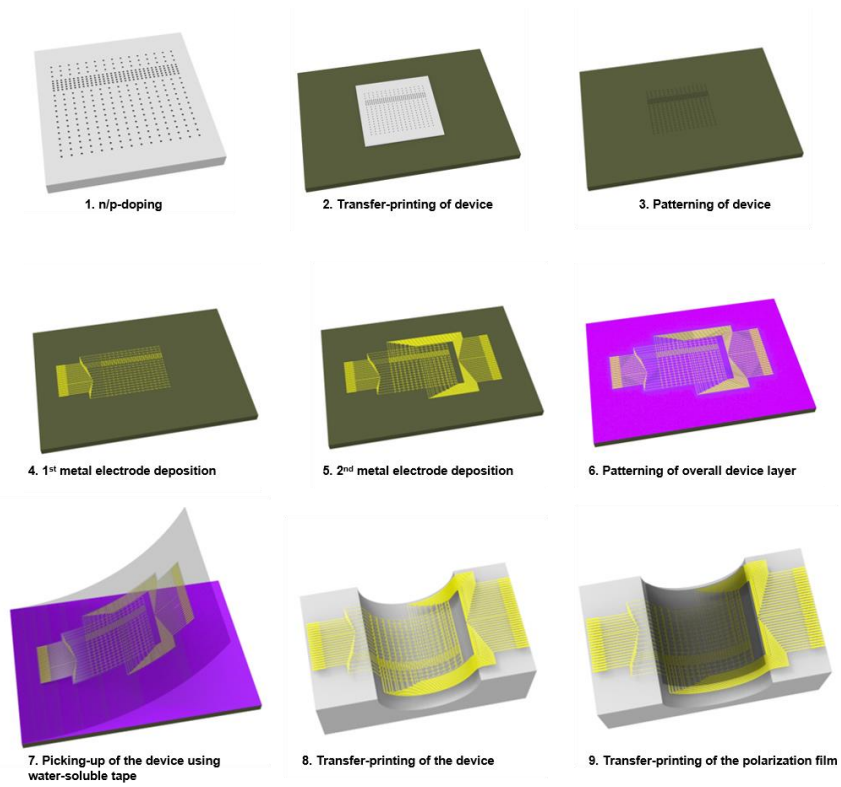 1. n/p-doping
2. Transfer-printing of device
3. Patterning of device
4. 1st metal electrode deposition
5. 2nd metal electrode deposition
6. Patterning of overall device layer
7. Picking-up of the device using
water-soluble tape
8. Transfer-printing of the device
9. Transfer-printing of the polarization film